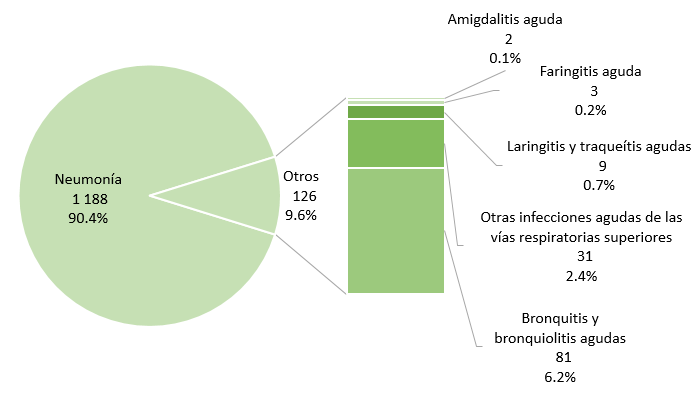 Neumonía
1 188
90.4%
Otros
126
9.6%
Amigdalitis aguda
2
0.1%
Faringitis aguda
3
0.2%
Laringitis y traqueítis agudas
9
0.7%
Otras infecciones agudas de las
vías respiratorias superiores
31
2.4%
Bronquitis y
bronquiolitis agudas
81
6.2%